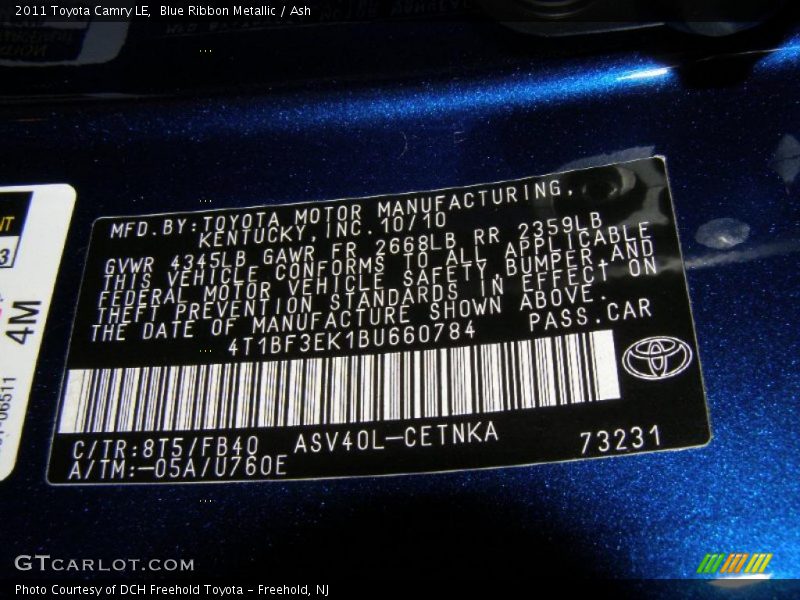 2011 Toyota Camry LE,  Blue Ribbon Metallic / Ash
NT
3
4M
06511
MFD.BY:TOYOTA MOTOR MANUFACTURING,
KENTUCKY,INC.10/10
GVWR 4345LB GAWR FR 2668LB RR 2359LB
THIS VEHICLE CONFORMS TO ALL APPLICABLE
FEDERAL MOTOR VEHICLE SAFETY,BUMPER,AND
THEFT PREVENTION STANDARDS IN EFFECT ON
THE DATE OF MANUFACTURE SHOWN ABOVE.
4T1BF3EK1BU660784 PASS.CAR
C/TR:8T5/FB40 ASV40L-CETNKA 73231
A/TM:-05A/U760E
GTCARLOT.COM
Photo Courtesy of DCH Freehold Toyota - Freehold, NJ